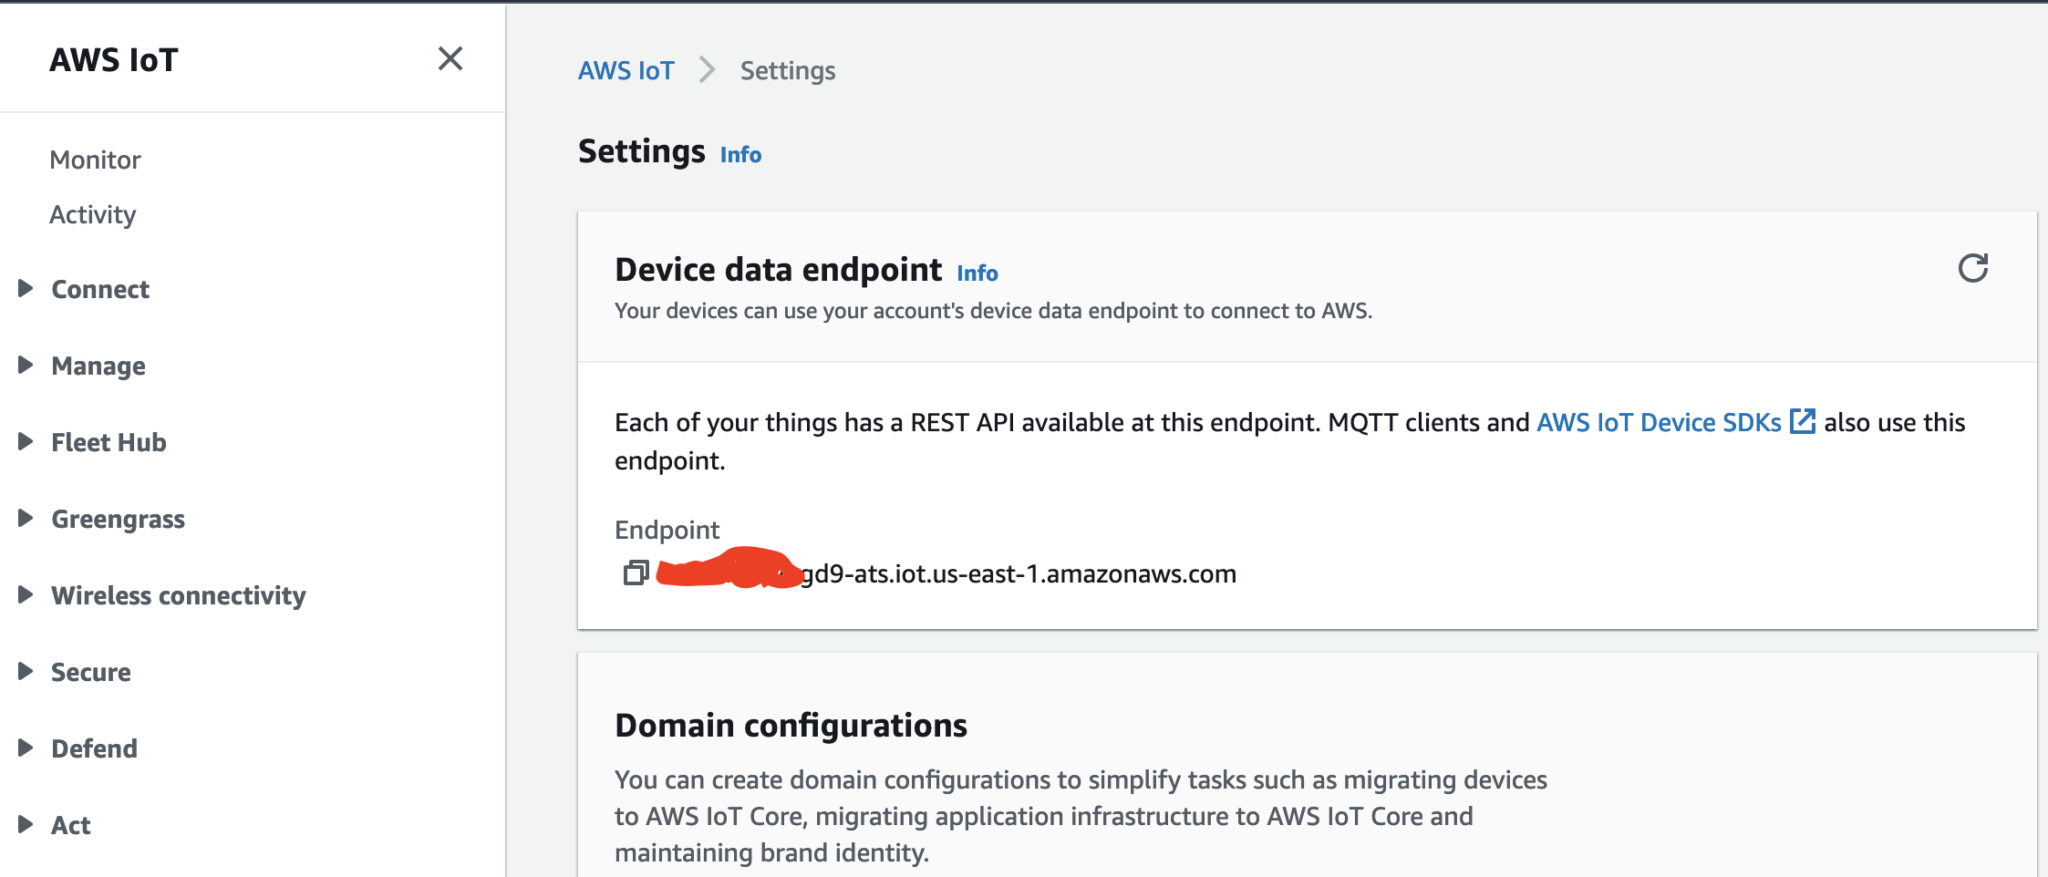 AWS IoT
Monitor
Activity
Connect
Manage
Fleet Hub
Greengrass
Wireless connectivity
Secure
Defend
Act
AWS IoT > Settings
Settings Info
Device data endpoint Info
Your devices can use your account's device data endpoint to connect to AWS.
Each of your things has a REST API available at this endpoint. MQTT clients and AWS IoT Device SDKs also use this
endpoint.
Endpoint
gd9-ats.iot.us-east-1.amazonaws.com
Domain configurations
You can create domain configurations to simplify tasks such as migrating devices
to AWS IoT Core, migrating application infrastructure to AWS IoT Core and
maintaining brand identity.